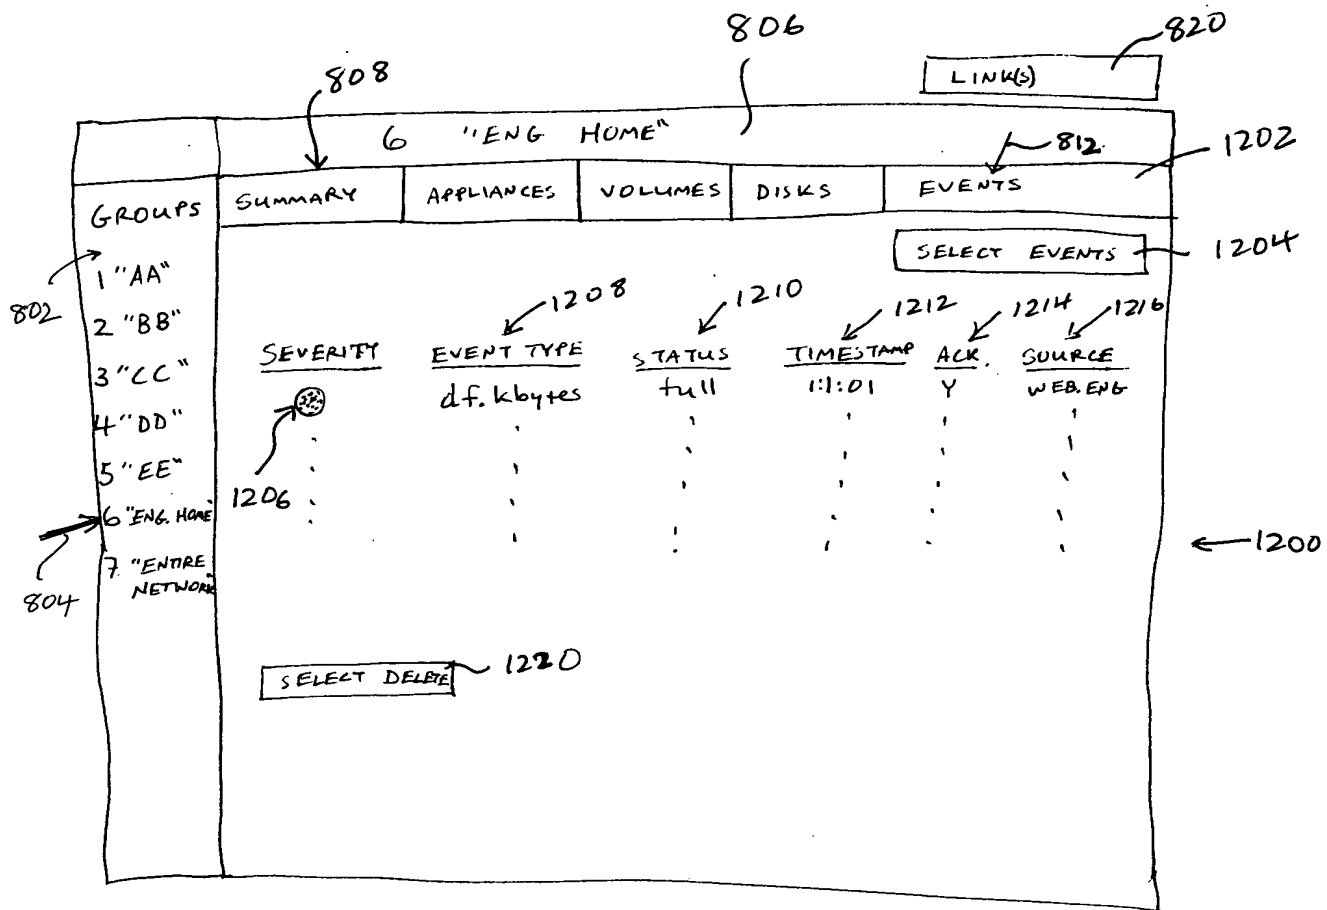 806
820
808
LINK(S)
6 "ENG HOME"
812
1202
GROUPS
SUMMARY APPLIANCES VOLUMES DISKS EVENTS
SELECT EVENTS
1204
802
1 "AA"
2 "BB"
3 "CC"
4 "DD"
5 "EE"
6 "ENG. HOME"
7 "ENTIRE
NETWORK"
804
1208 1210 1212 1214 1216
SEVERITY EVENT TYPE STATUS TIMESTAMP ACK. SOURCE
df.kbytes full 1:1:01 Y WEB.ENG
1206
1200
SELECT DELETE
1220